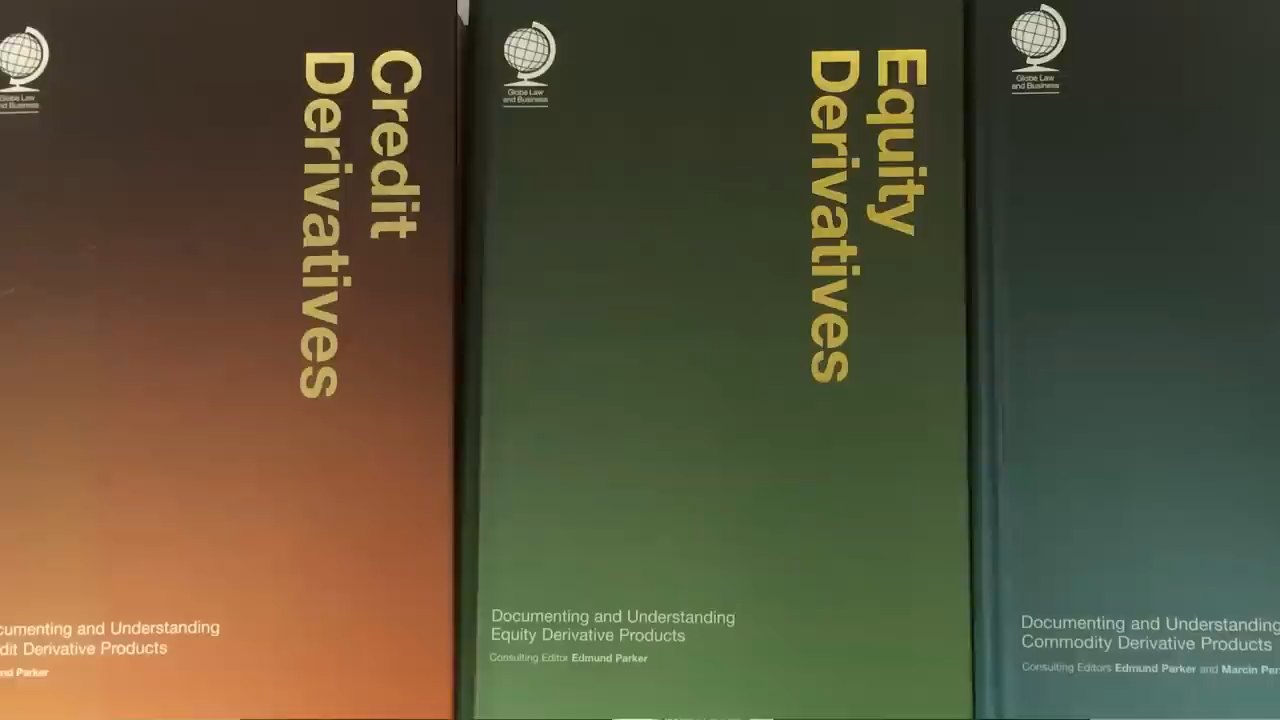 Globe Law
and Business
Credit
Derivatives
cumenting and Understanding
dit Derivative Products
nd Parker
Globe Law
and Business
Equity
Derivatives
Documenting and Understanding
Equity Derivative Products
Consulting Editor Edmund Parker
Globe Law
and Business
Documenting and Understanding
Commodity Derivative Products
Consulting Editors Edmund Parker and Marcin Per